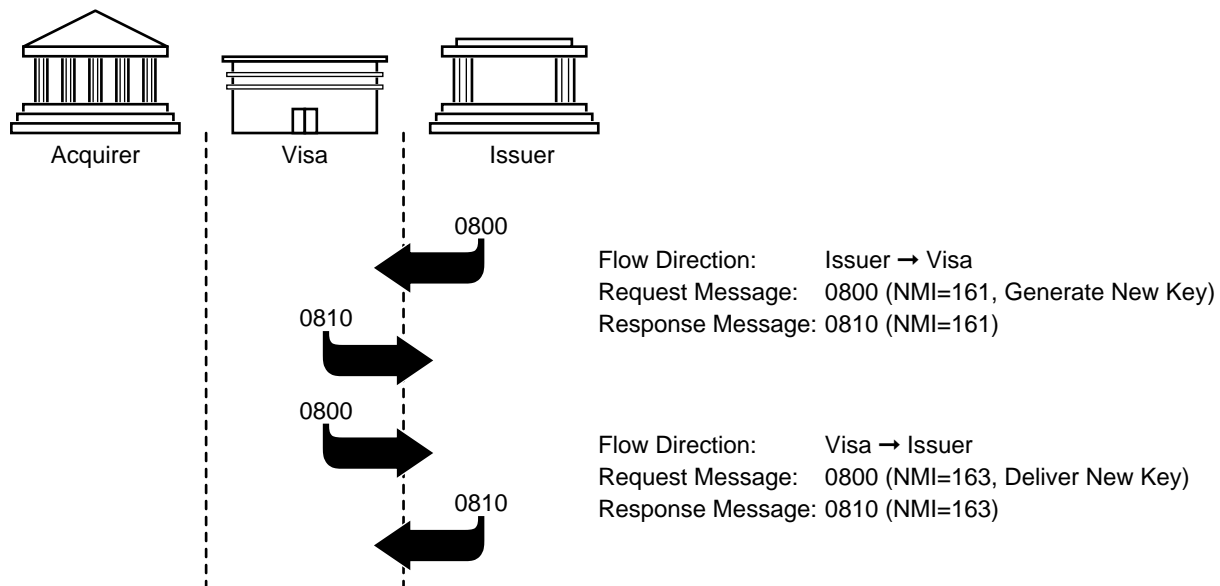 Acquirer Visa Issuer
0800
Flow Direction: Issuer → Visa
Request Message: 0800 (NMI=161, Generate New Key)
0810
Response Message: 0810 (NMI=161)
0800
Flow Direction: Visa → Issuer
Request Message: 0800 (NMI=163, Deliver New Key)
0810
Response Message: 0810 (NMI=163)